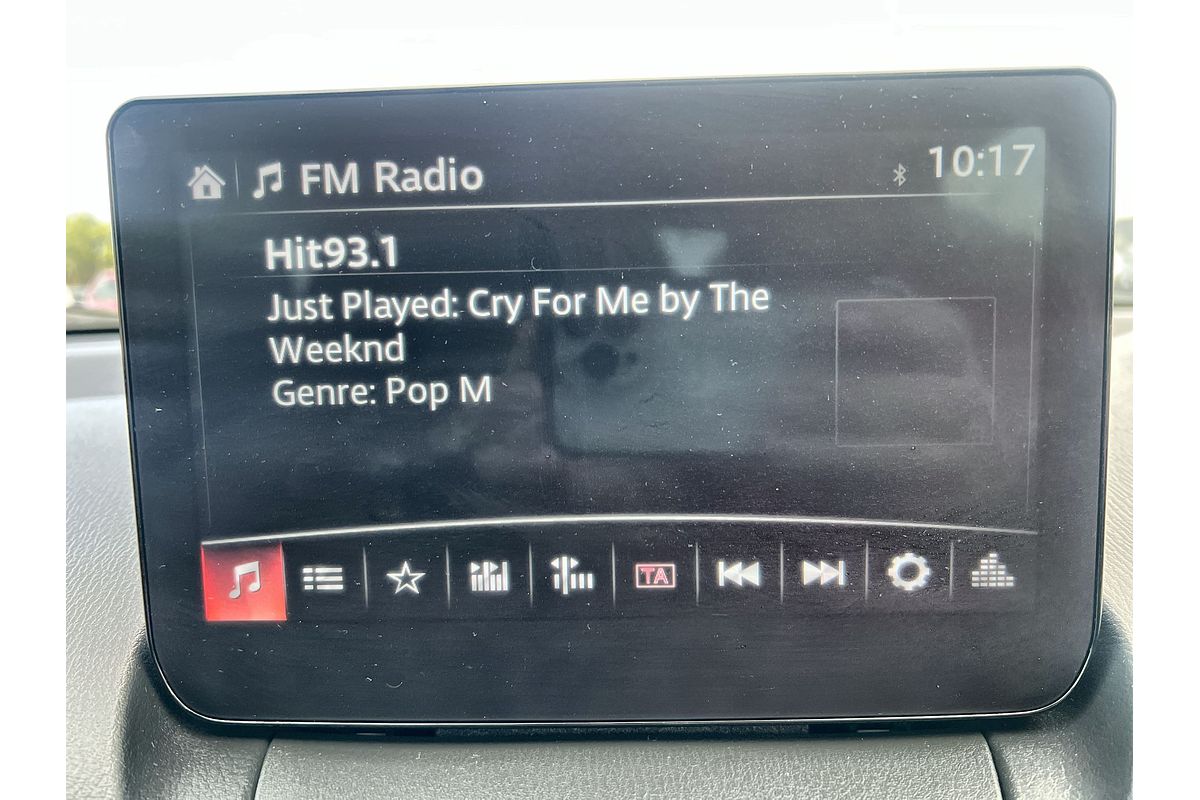 FM Radio
10:17
Hit93.1
Just Played: Cry For Me by The
Weeknd
Genre: Pop M
TA